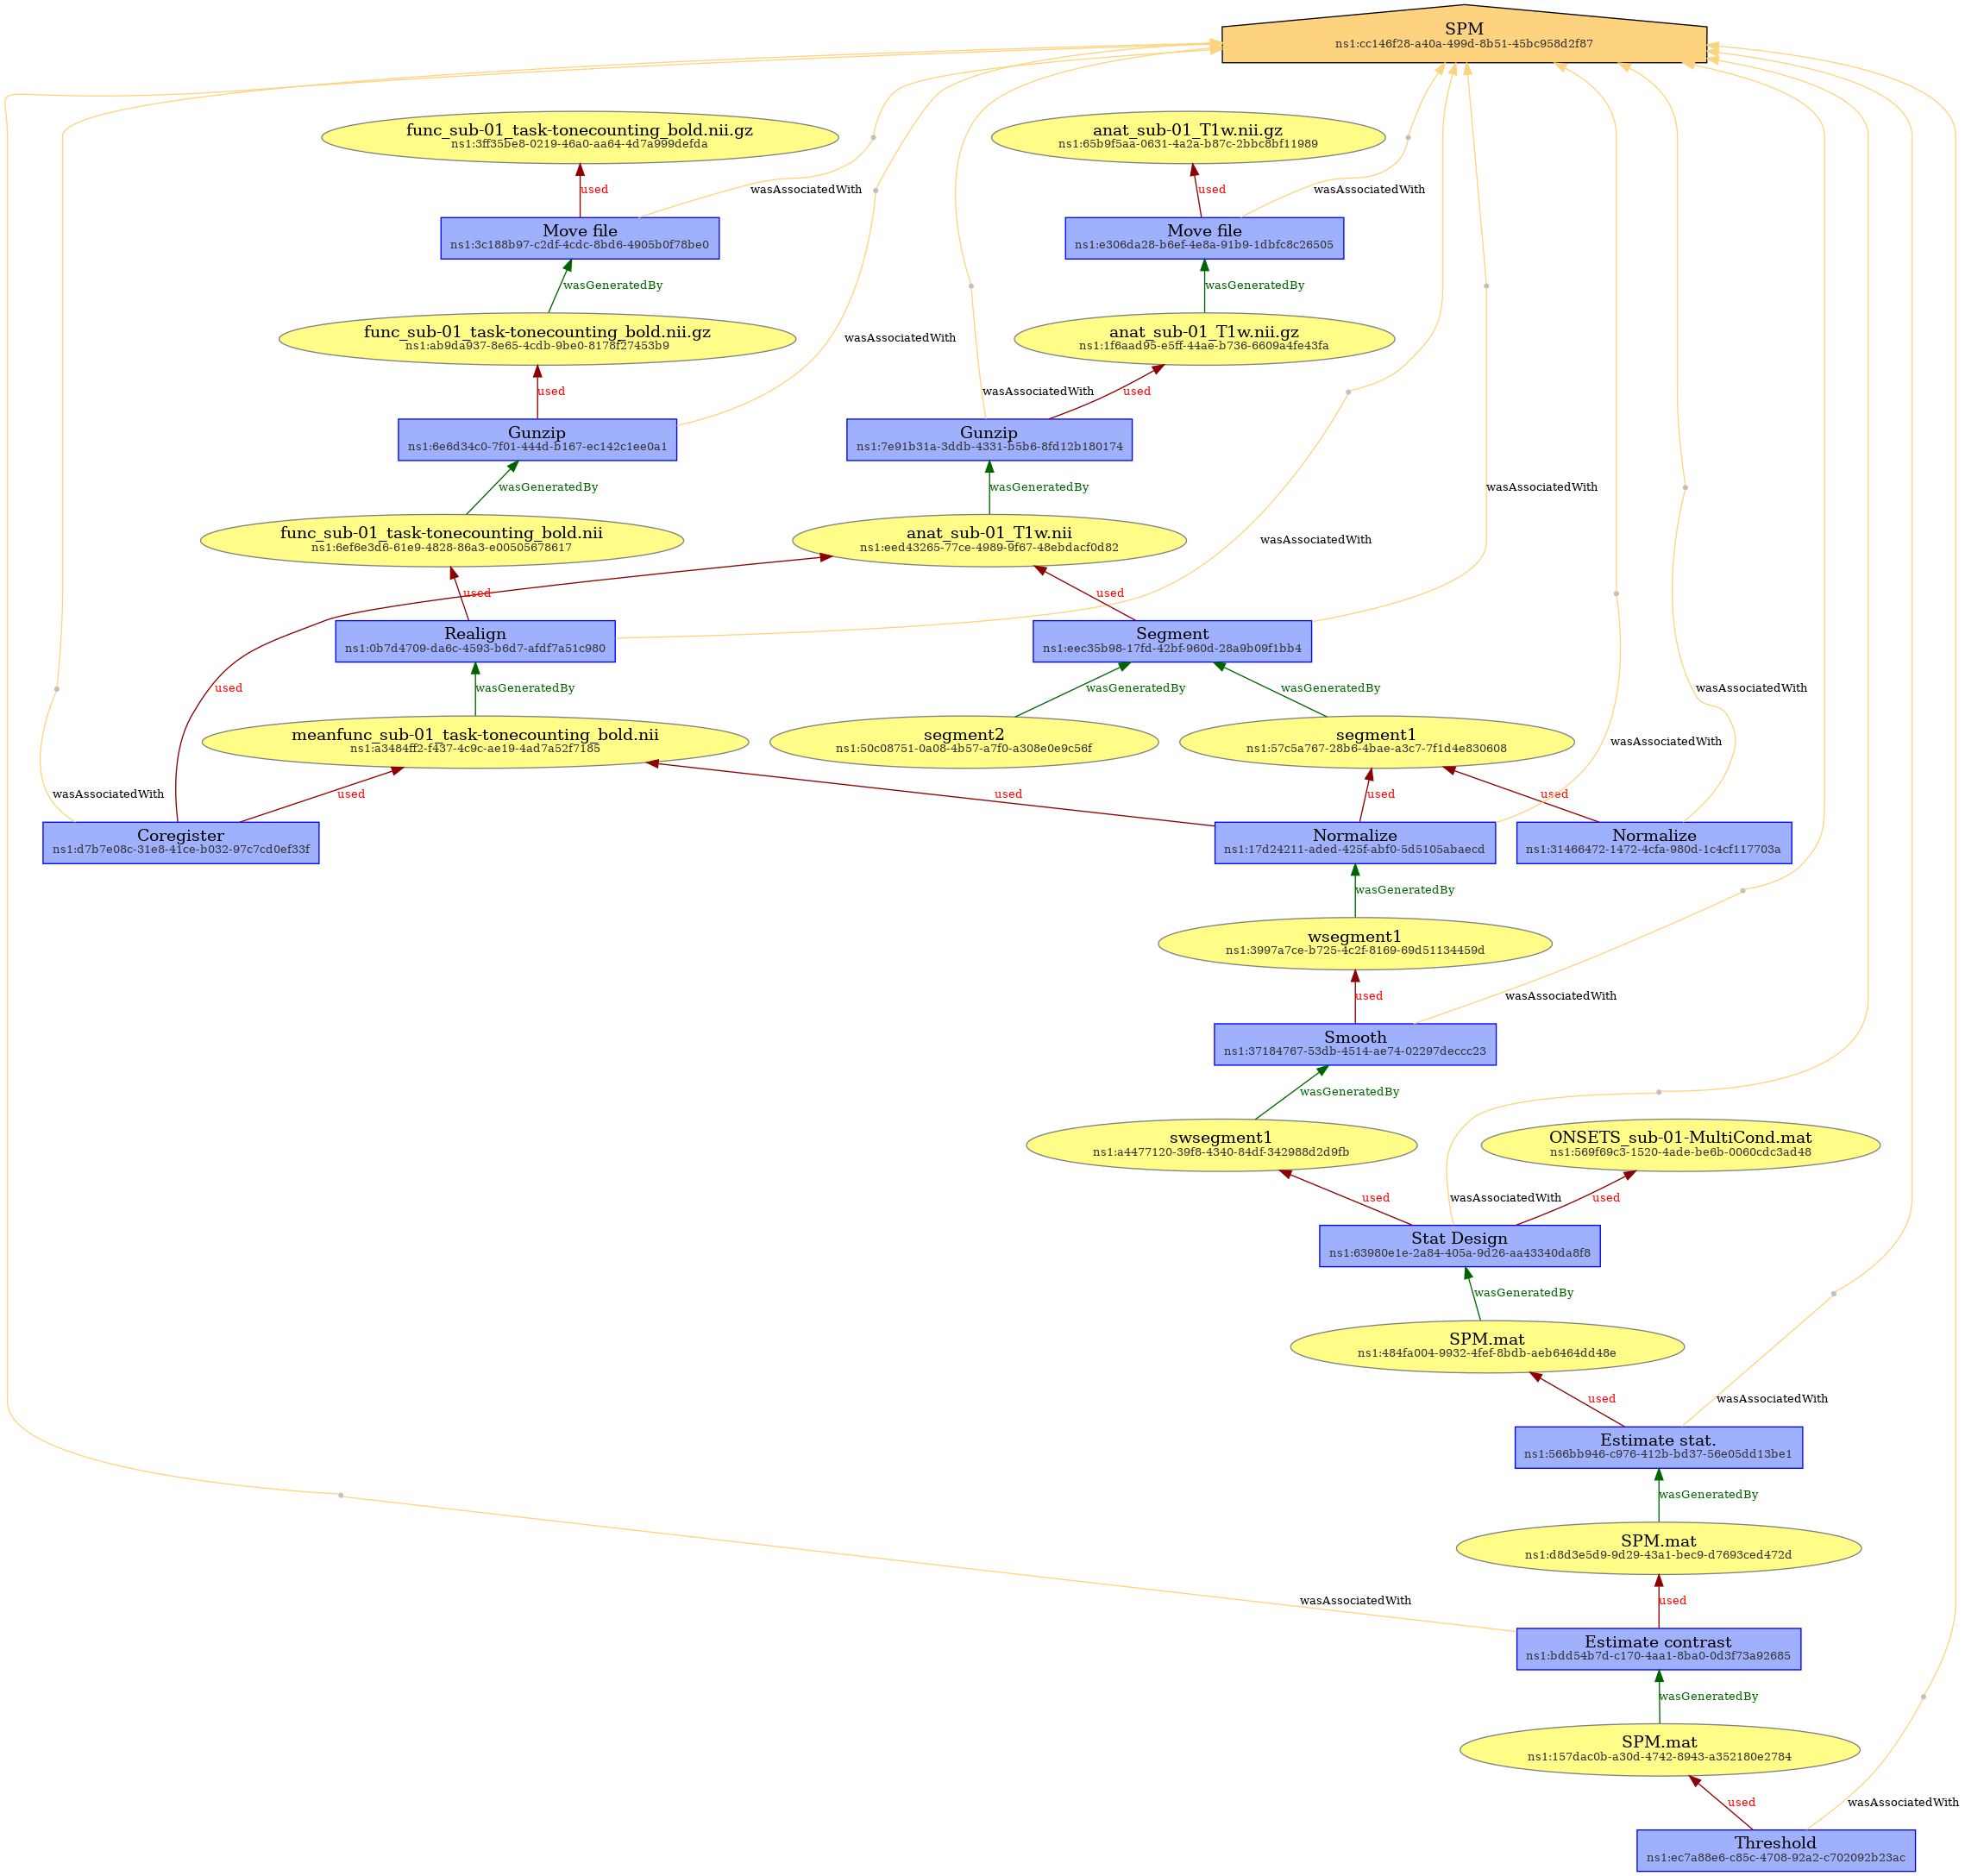 SPM
ns1:cc146f28-a40a-499d-8b51-45bc958d2f87
func_sub-01_task-tonecounting_bold.nii.gz
ns1:3ff35be8-0219-46a0-aa64-4d7a999defda
anat_sub-01_T1w.nii.gz
ns1:65b9f5aa-0631-4a2a-b87c-2bbc8bf11989
used
wasAssociatedWith
used
wasAssociatedWith
Move file
ns1:3c188b97-c2df-4cdc-8bd6-4905b0f78be0
Move file
ns1:e306da28-b6ef-4e8a-91b9-1dbfc8c26505
wasGeneratedBy
wasGeneratedBy
func_sub-01_task-tonecounting_bold.nii.gz
ns1:ab9da937-8e65-4cdb-9be0-8178f27453b9
wasAssociatedWith
anat_sub-01_T1w.nii.gz
ns1:1f6aad95-e5ff-44ae-b736-6609a4fe43fa
used
wasAssociatedWith
used
Gunzip
ns1:6e6d34c0-7f01-444d-b167-ec142c1ee0a1
Gunzip
ns1:7e91b31a-3ddb-4331-b5b6-8fd12b180174
wasGeneratedBy
wasGeneratedBy
wasAssociatedWith
func_sub-01_task-tonecounting_bold.nii
ns1:6ef6e3d6-61e9-4828-86a3-e00505678617
anat_sub-01_T1w.nii
ns1:eed43265-77ce-4989-9f67-48ebdacf0d82
wasAssociatedWith
used
used
Realign
ns1:0b7d4709-da6c-4593-b6d7-afdf7a51c980
Segment
ns1:eec35b98-17fd-42bf-960d-28a9b09f1bb4
used
wasGeneratedBy
wasGeneratedBy
wasGeneratedBy
wasAssociatedWith
meanfunc_sub-01_task-tonecounting_bold.nii
ns1:a3484ff2-f437-4c9c-ae19-4ad7a52f7185
segment2
ns1:50c08751-0a08-4b57-a7f0-a308e0e9c56f
segment1
ns1:57c5a767-28b6-4bae-a3c7-7f1d4e830608
wasAssociatedWith
wasAssociatedWith
used
used
used
used
Coregister
ns1:d7b7e08c-31e8-41ce-b032-97c7cd0ef33f
Normalize
ns1:17d24211-aded-425f-abf0-5d5105abaecd
Normalize
ns1:31466472-1472-4cfa-980d-1c4cf117703a
wasGeneratedBy
wsegment1
ns1:3997a7ce-b725-4c2f-8169-69d51134459d
used
wasAssociatedWith
Smooth
ns1:37184767-53db-4514-ae74-02297deccc23
wasGeneratedBy
swsegment1
ns1:a4477120-39f8-4340-84df-342988d2d9fb
ONSETS_sub-01-MultiCond.mat
ns1:569f69c3-1520-4ade-be6b-0060cdc3ad48
used
wasAssociatedWith
used
Stat Design
ns1:63980e1e-2a84-405a-9d26-aa43340da8f8
wasGeneratedBy
SPM.mat
ns1:484fa004-9932-4fef-8bdb-aeb6464dd48e
used
wasAssociatedWith
Estimate stat.
ns1:566bb946-c976-412b-bd37-56e05dd13be1
wasGeneratedBy
SPM.mat
ns1:d8d3e5d9-9d29-43a1-bec9-d7693ced472d
wasAssociatedWith
used
Estimate contrast
ns1:bdd54b7d-c170-4aa1-8ba0-0d3f73a92685
wasGeneratedBy
SPM.mat
ns1:157dac0b-a30d-4742-8943-a352180e2784
used
wasAssociatedWith
Threshold
ns1:ec7a88e6-c85c-4708-92a2-c702092b23ac